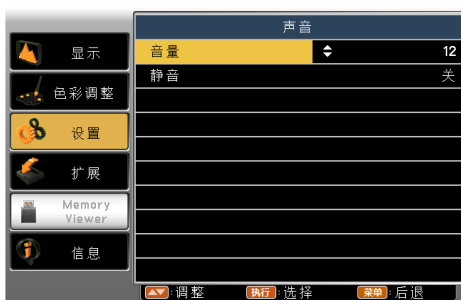 声音
音量 12
静音 关
显示
色彩调整
设置
扩展
Memory
Viewer
信息
:调整 执行:选择 菜单:后退